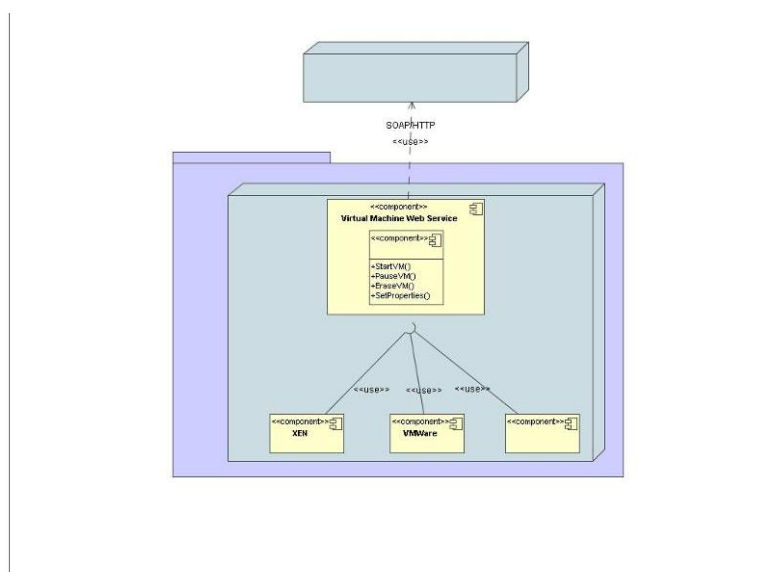 SOAP/HTTP
<<use>>
<<component>>
Virtual Machine Web Service
<<component>>
+StartVM()
+PauseVM()
+EraseVM()
+SetProperties()
<<use>> <<use>> <<use>>
<<component>> <<component>> <<component>>
XEN VMWare